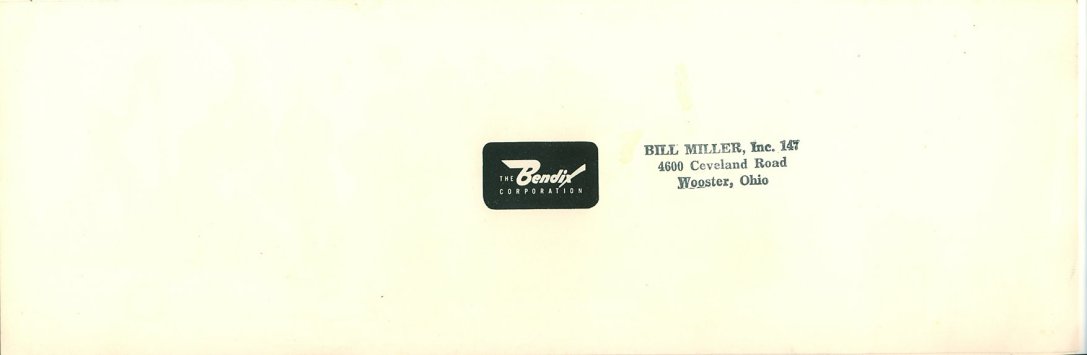 THE Bendix
CORPORATION
BILL MILLER, Inc. 147
4600 Ceveland Road
Wooster, Ohio